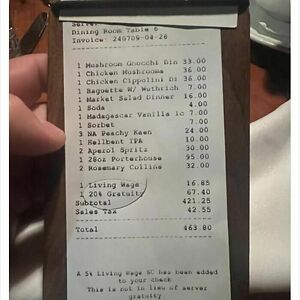 Server:
Dining Room Table 6
Invoice: 240709-04-28
1 Mushroom Gnocchi Din 33.00
1 Chicken Mushrooms 36.00
1 Chicken Cippolini Di 36.00
1 Baguette W/ Wuthrich 7.00
1 Market Salad Dinner 16.00
1 Soda 4.00
1 Madagascar Vanilla Ic 7.00
1 Sorbet 7.00
3 NA Peachy Keen 24.00
1 Hellbent IPA 10.00
2 Aperol Spritz 30.00
1 28oz Porterhouse 95.00
2 Rosemary Collins 32.00
1 Living Wage 16.85
1 20% Gratuity 67.40
Subtotal 421.25
Sales Tax 42.55
Total 463.80
A 5% Living Wage SC has been added
to your check
This is not in lieu of server
gratuity